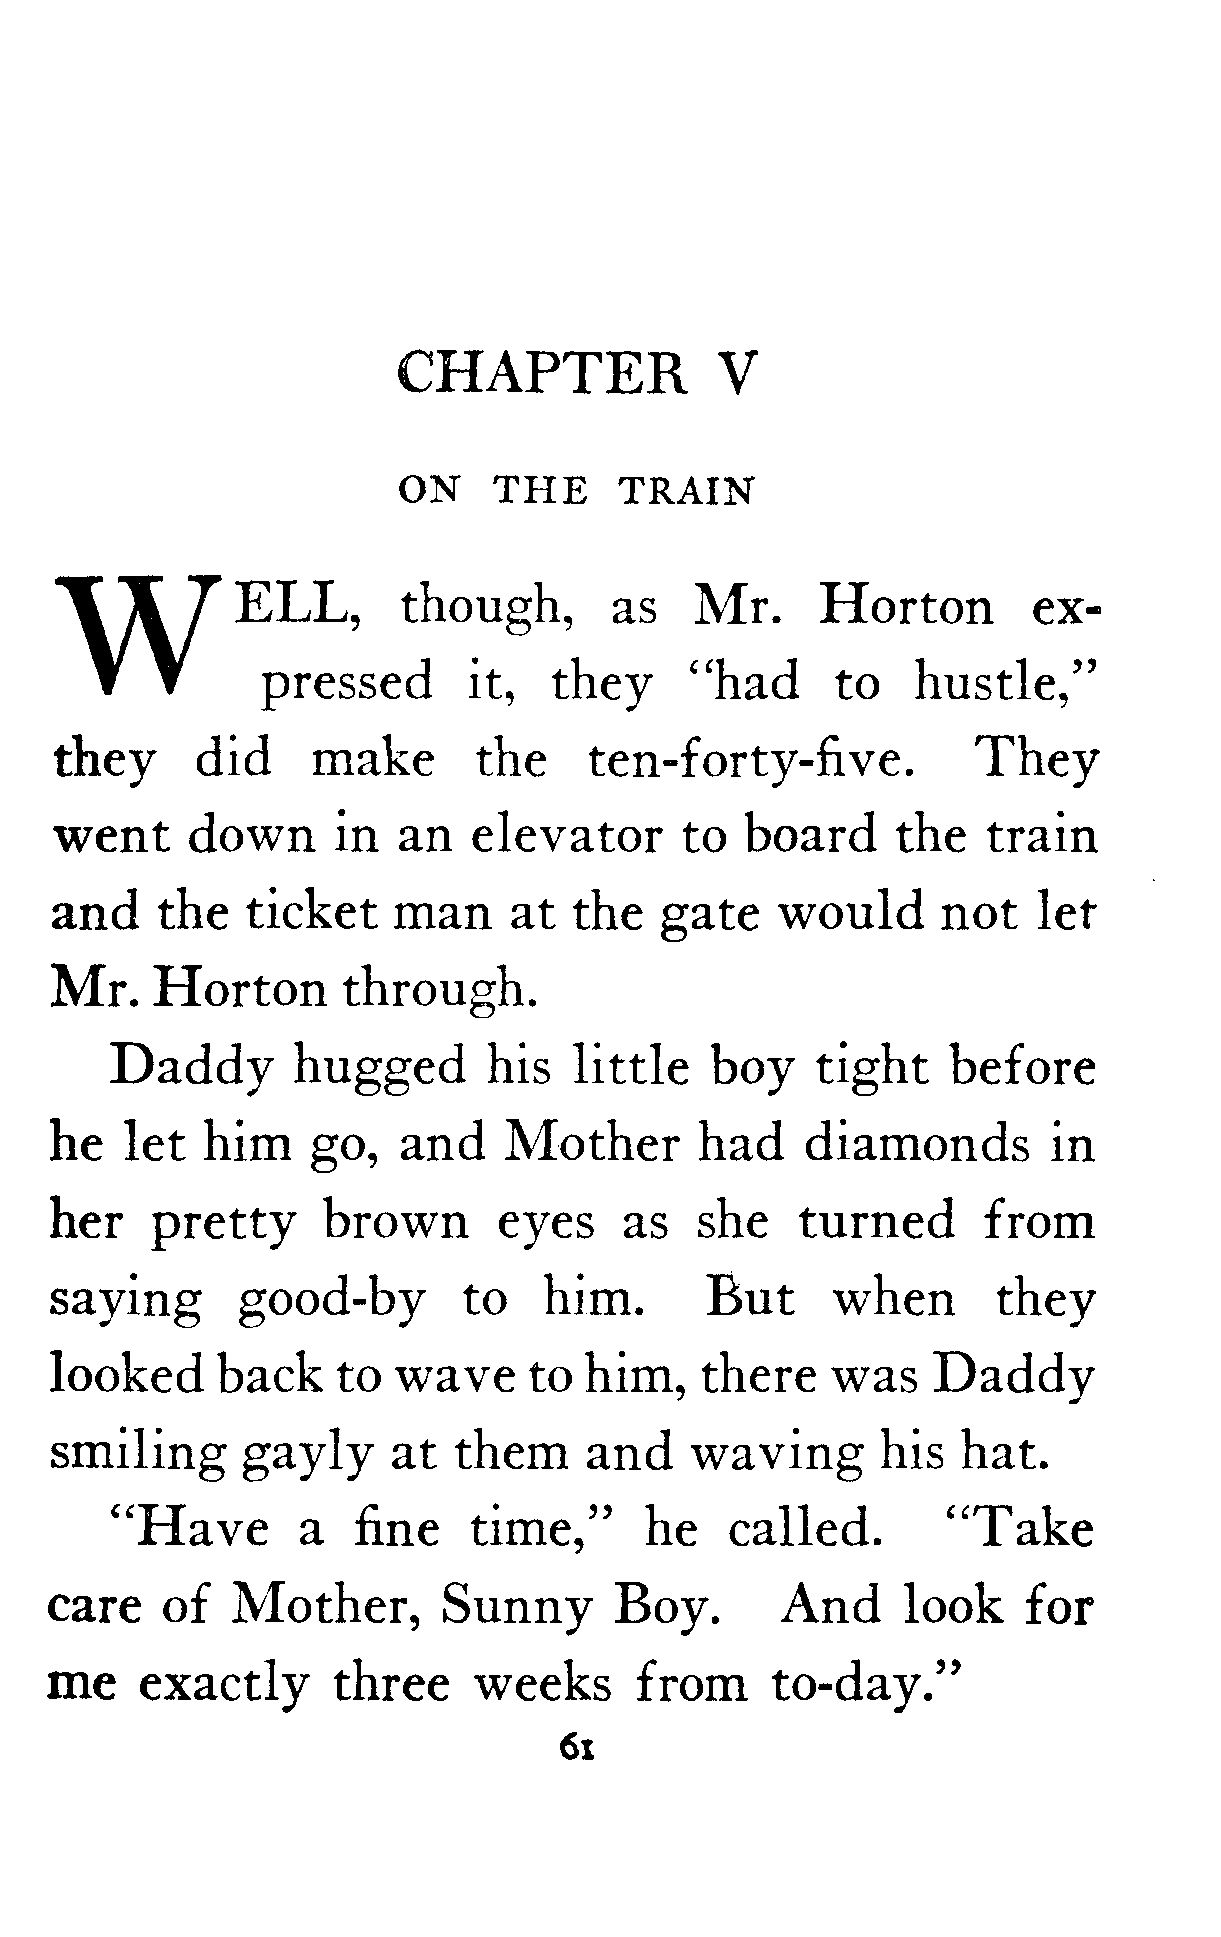 CHAPTER V
ON THE TRAIN
WELL, though, as Mr. Horton ex-
pressed it, they "had to hustle,"
they did make the ten-forty-five. They
went down in an elevator to board the train
and the ticket man at the gate would not let
Mr. Horton through.
Daddy hugged his little boy tight before
he let him go, and Mother had diamonds in
her pretty brown eyes as she turned from
saying good-by to him. But when they
looked back to wave to him, there was Daddy
smiling gayly at them and waving his hat.
"Have a fine time," he called. "Take
care of Mother, Sunny Boy. And look for
me exactly three weeks from to-day."
61